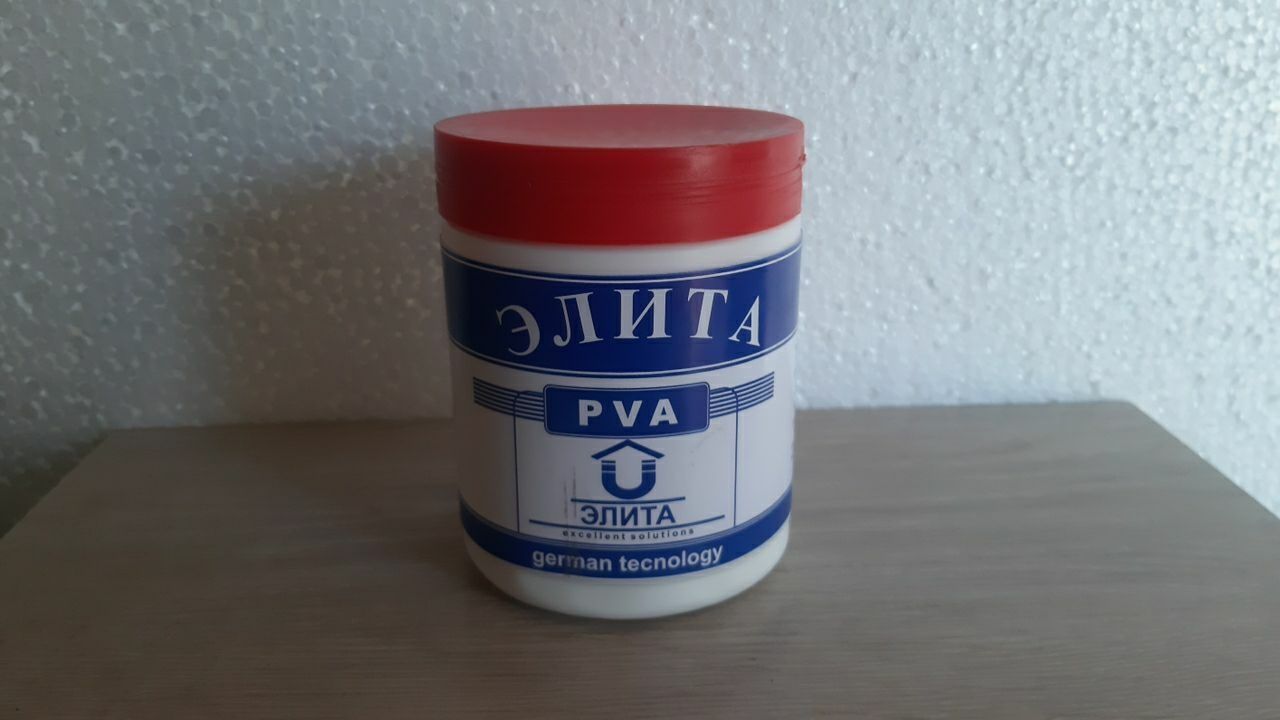 ЭЛИТА
PVA
ЭЛИТА
excellent solutions
german tecnology